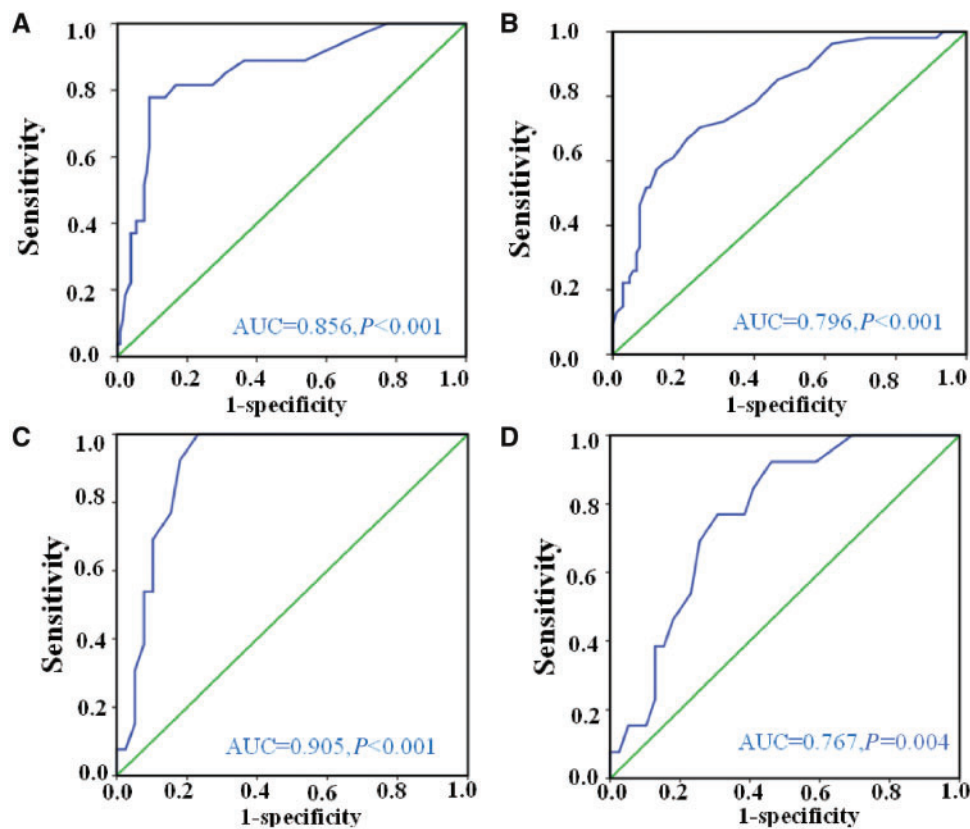 A
Sensitivity
1.0
0.8
0.6
0.4
0.2
0.0
AUC=0.856,P<0.001
0.0 0.2 0.4 0.6 0.8 1.0
1-specificity
B
Sensitivity
1.0
0.8
0.6
0.4
0.2
0.0
AUC=0.796,P<0.001
0.0 0.2 0.4 0.6 0.8 1.0
1-specificity
C
Sensitivity
1.0
0.8
0.6
0.4
0.2
0.0
AUC=0.905,P<0.001
0.0 0.2 0.4 0.6 0.8 1.0
1-specificity
D
Sensitivity
1.0
0.8
0.6
0.4
0.2
0.0
AUC=0.767,P=0.004
0.0 0.2 0.4 0.6 0.8 1.0
1-specificity